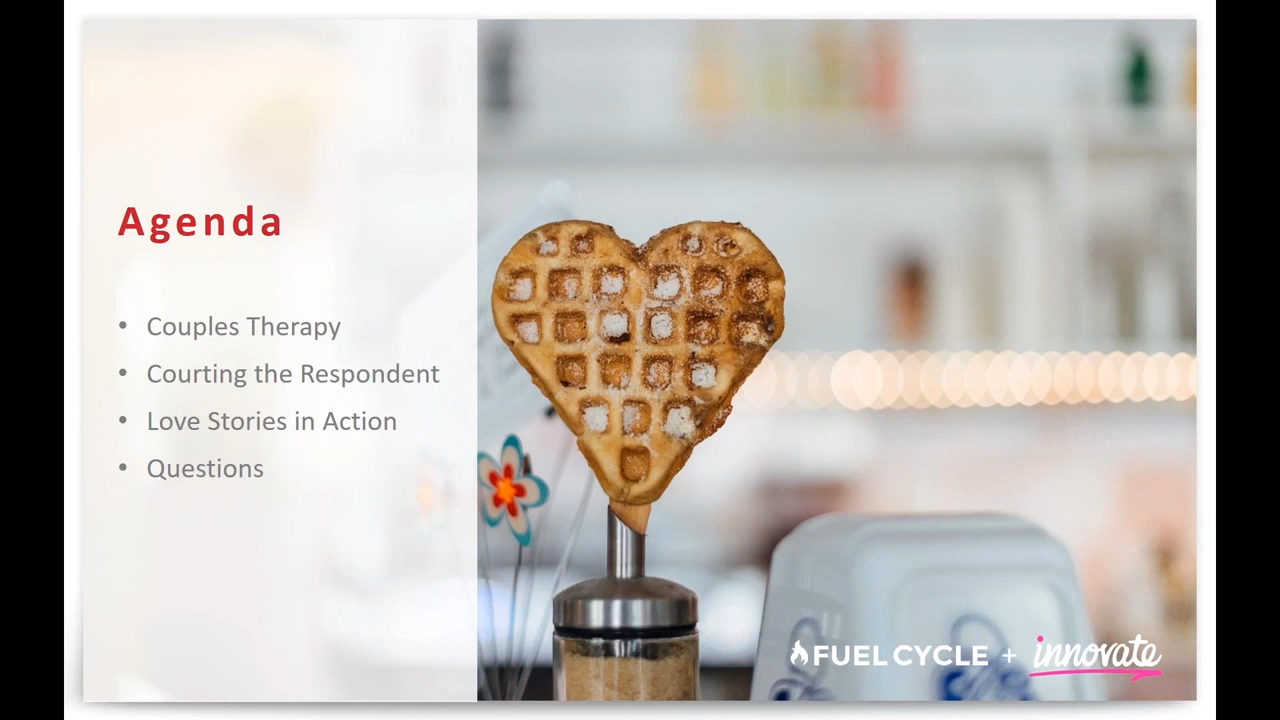 Agenda
• Couples Therapy
• Courting the Respondent
• Love Stories in Action
• Questions
FUEL CYCLE + innovate